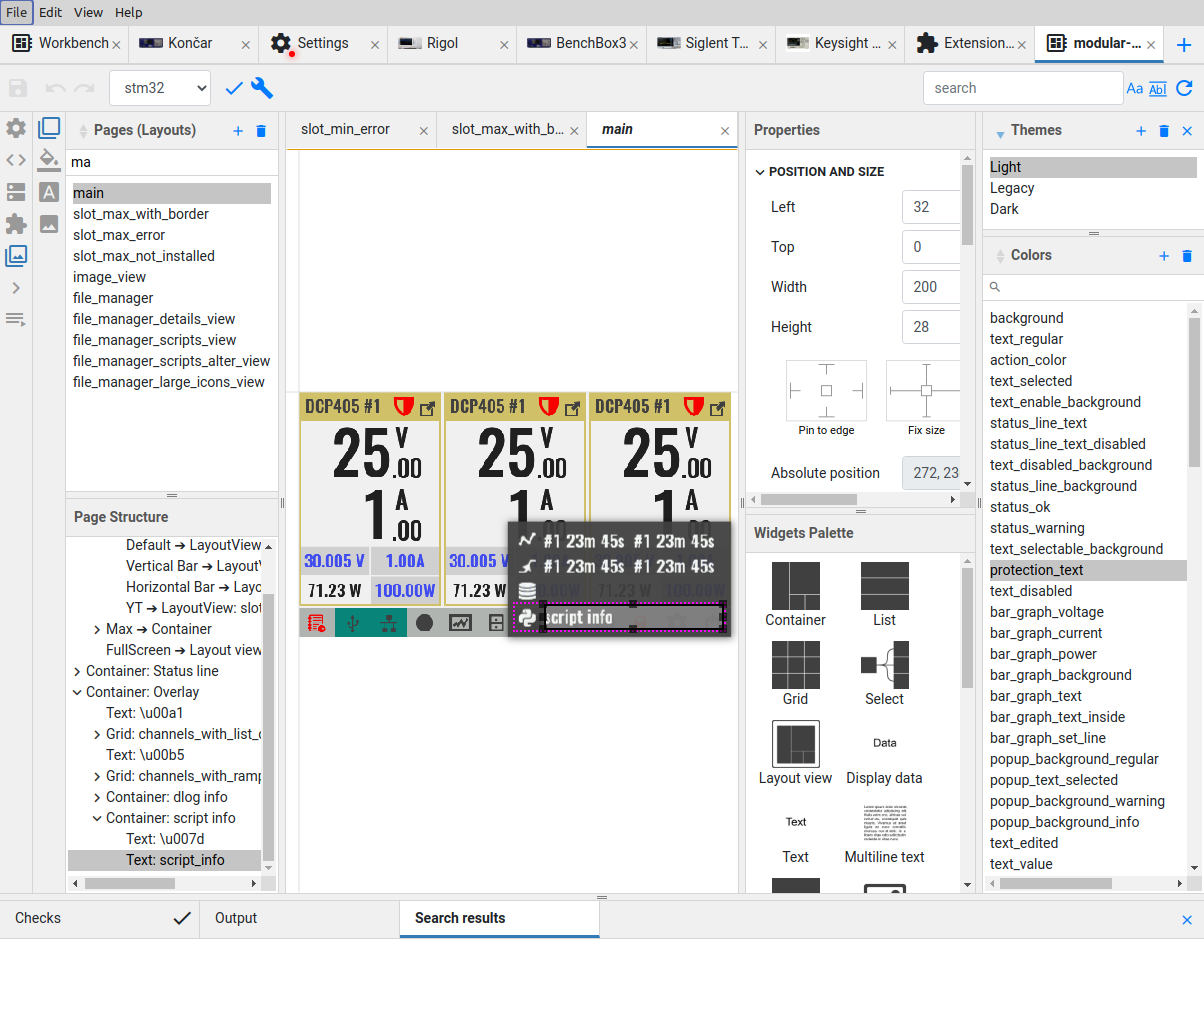 File Edit View Help
Workbench
Končar
Settings
Rigol
BenchBox3
Siglent T...
Keysight ...
Extension...
modular-...
stm32
search
Aa Ab|
Pages (Layouts)
ma
main
slot_max_with_border
slot_max_error
slot_max_not_installed
image_view
file_manager
file_manager_details_view
file_manager_scripts_view
file_manager_scripts_alter_view
file_manager_large_icons_view
Page Structure
Default ➔ LayoutView
Vertical Bar ➔ Layout
Horizontal Bar ➔ Layo
YT ➔ LayoutView: slot
Max ➔ Container
FullScreen ➔ Layout view
Container: Status line
Container: Overlay
Text: \u00a1
Grid: channels_with_list_
Text: \u00b5
Grid: channels_with_ramp
Container: dlog info
Container: script info
Text: \u007d
Text: script_info
slot_min_error
slot_max_with_b...
main
DCP405 #1 DCP405 #1 DCP405 #1
25 V .00 25 V .00 25 V .00
1 A .00 1 A 1 A
30.005 V 1.00A 30.005
71.23 W 100.00W 71.23
#1 23m 45s #1 23m 45s
#1 23m 45s #1 23m 45s
script info
Properties
POSITION AND SIZE
Left 32
Top 0
Width 200
Height 28
Pin to edge Fix size
Absolute position 272, 23
Widgets Palette
Container List
Grid Select
Data
Layout view Display data
Text
Text Multiline text
Themes
Light
Legacy
Dark
Colors
background
text_regular
action_color
text_selected
text_enable_background
status_line_text
status_line_text_disabled
text_disabled_background
status_line_background
status_ok
status_warning
text_selectable_background
protection_text
text_disabled
bar_graph_voltage
bar_graph_current
bar_graph_power
bar_graph_background
bar_graph_text
bar_graph_text_inside
bar_graph_set_line
popup_background_regular
popup_text_selected
popup_background_warning
popup_background_info
text_edited
text_value
Checks
Output
Search results